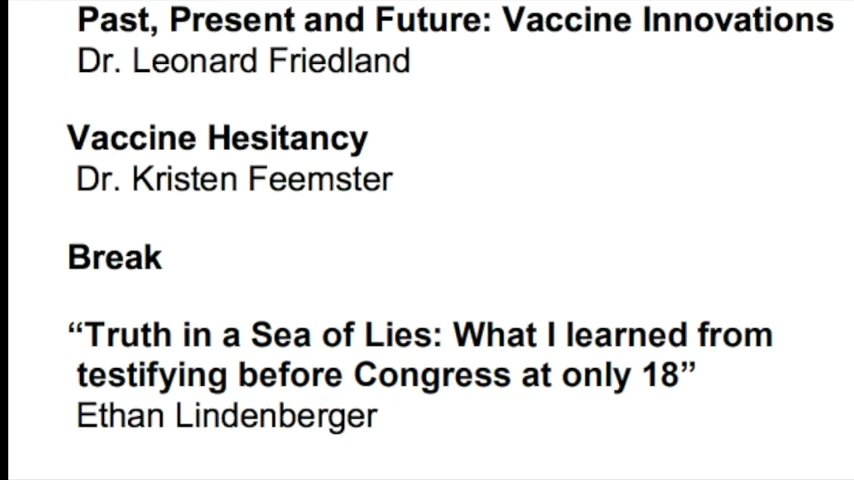 Past, Present and Future: Vaccine Innovations
Dr. Leonard Friedland
Vaccine Hesitancy
Dr. Kristen Feemster
Break
“Truth in a Sea of Lies: What I learned from
testifying before Congress at only 18”
Ethan Lindenberger